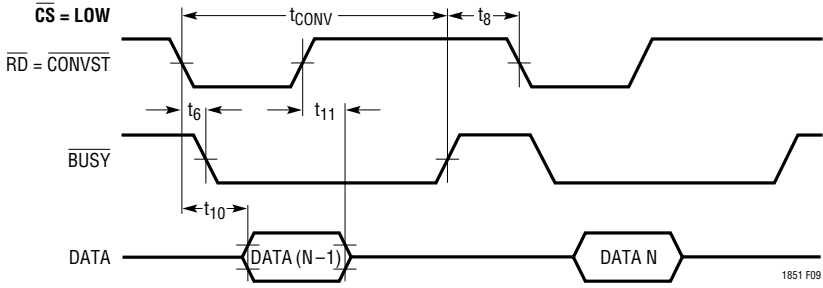 CS = LOW
tCONV
t8
RD = CONVST
t6
t11
BUSY
t10
DATA
DATA (N–1)
DATA N
1851 F09